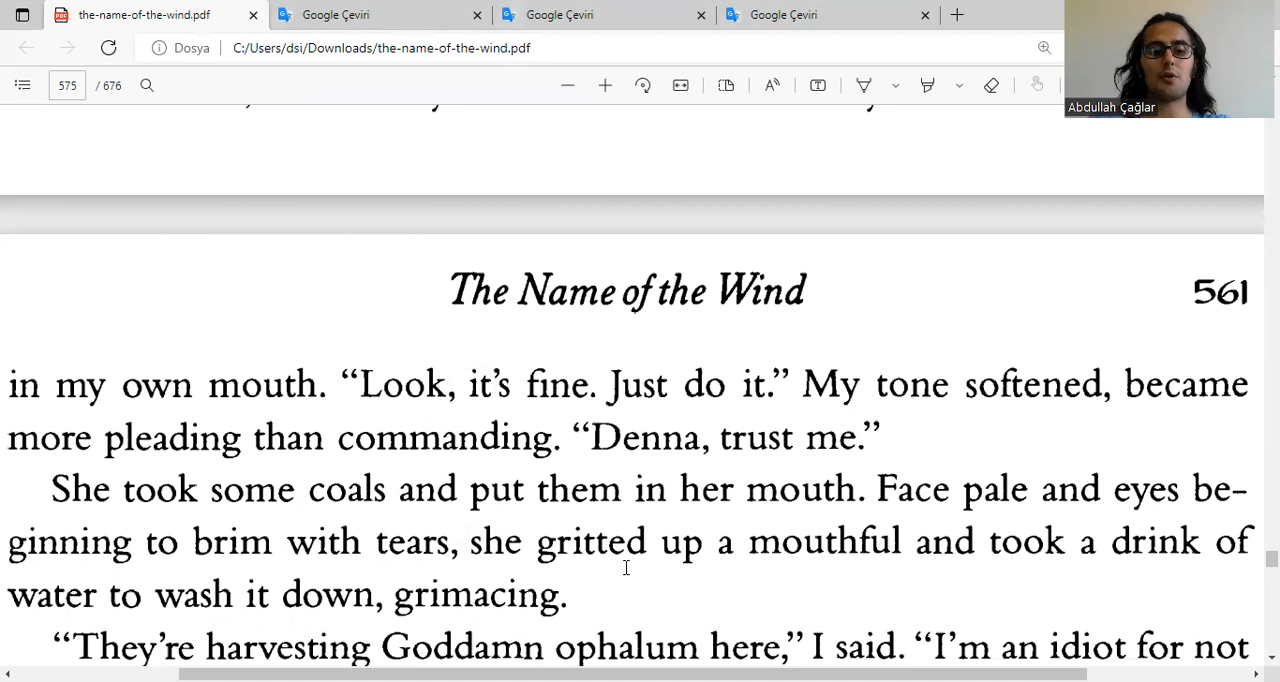 the-name-of-the-wind.pdf
Google Çeviri
Google Çeviri
Google Çeviri
Dosya
C:/Users/dsi/Downloads/the-name-of-the-wind.pdf
575 / 676
Abdullah Çağlar
The Name of the Wind 561
in my own mouth. “Look, it’s fine. Just do it.” My tone softened, became
more pleading than commanding. “Denna, trust me.”
She took some coals and put them in her mouth. Face pale and eyes be-
ginning to brim with tears, she gritted up a mouthful and took a drink of
water to wash it down, grimacing.
“They’re harvesting Goddamn ophalum here,” I said. “I’m an idiot for not